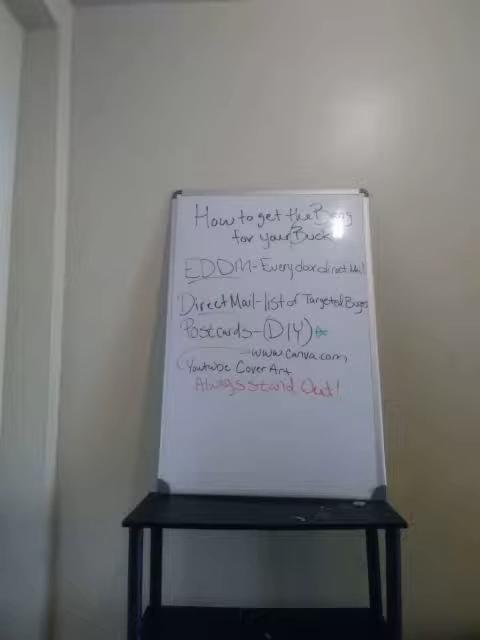 How to get the Bang
for your Buck
EDDM-Every door direct Mail
Direct Mail-list of Targeted Buyers
Postcards-(DIY)
www.canva.com
Youtube Cover Art
Always stand Out!